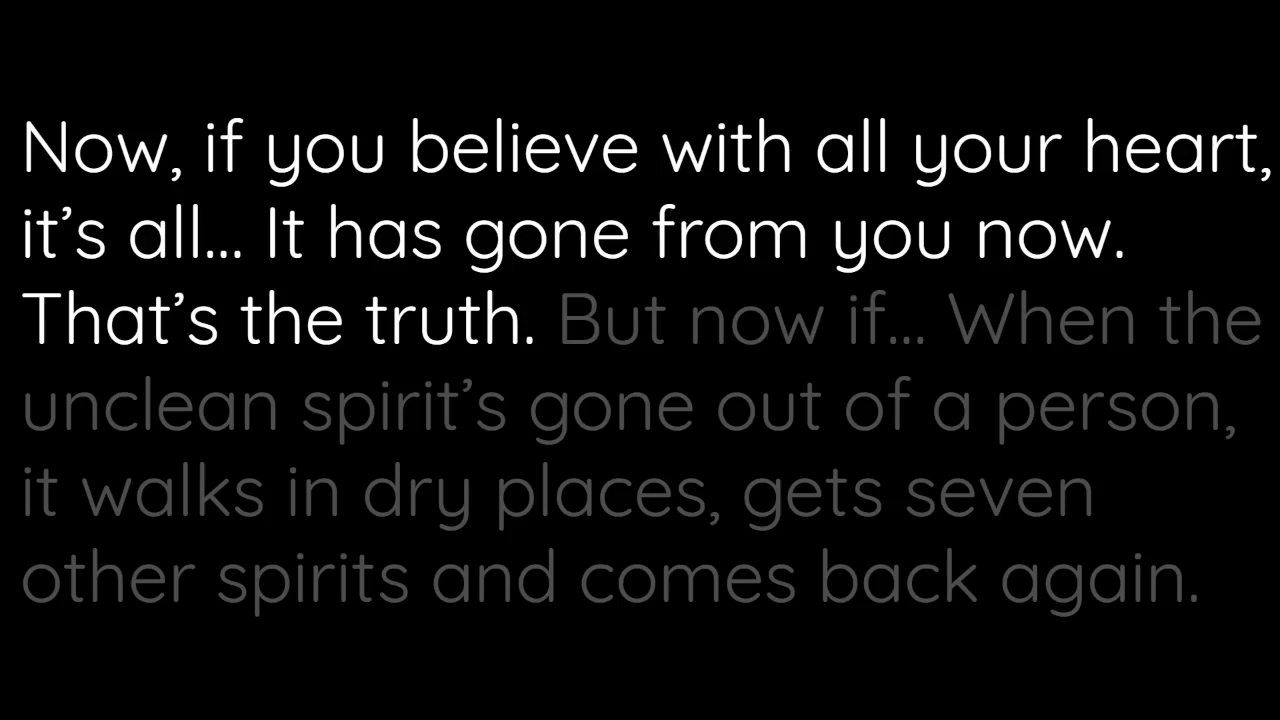 Now, if you believe with all your heart,
it’s all... It has gone from you now.
That’s the truth. But now if... When the
unclean spirit’s gone out of a person,
it walks in dry places, gets seven
other spirits and comes back again.